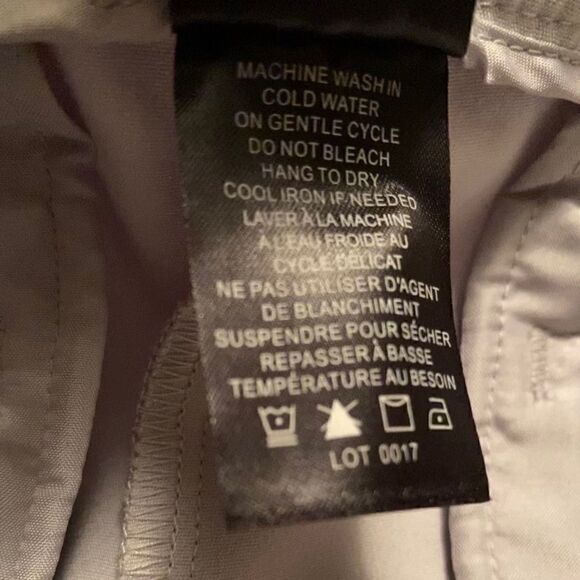 MACHINE WASH IN
COLD WATER
ON GENTLE CYCLE
DO NOT BLEACH
HANG TO DRY
COOL IRON IF NEEDED
LAVER À LA MACHINE
À L'EAU FROIDE AU
CYCLE DÉLICAT
NE PAS UTILISER D'AGENT
DE BLANCHIMENT
SUSPENDRE POUR SÉCHER
REPASSER À BASSE
TEMPÉRATURE AU BESOIN
LOT 0017